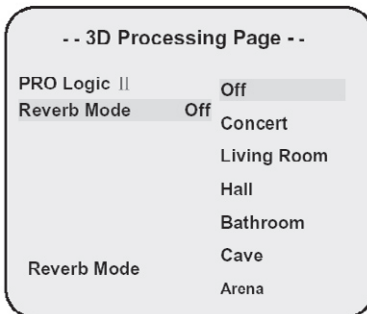 - - 3D Processing Page - -
PRO Logic II
Reverb Mode Off
Off
Concert
Living Room
Hall
Bathroom
Cave
Arena
Reverb Mode